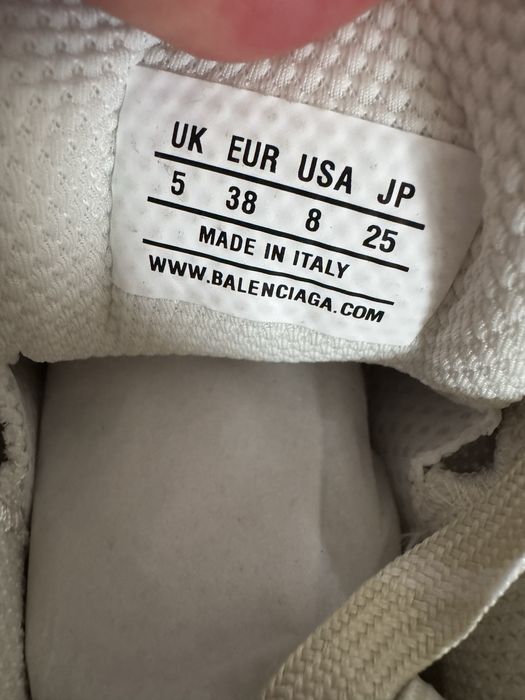 UK EUR USA JP
5 38 8 25
MADE IN ITALY
WWW.BALENCIAGA.COM